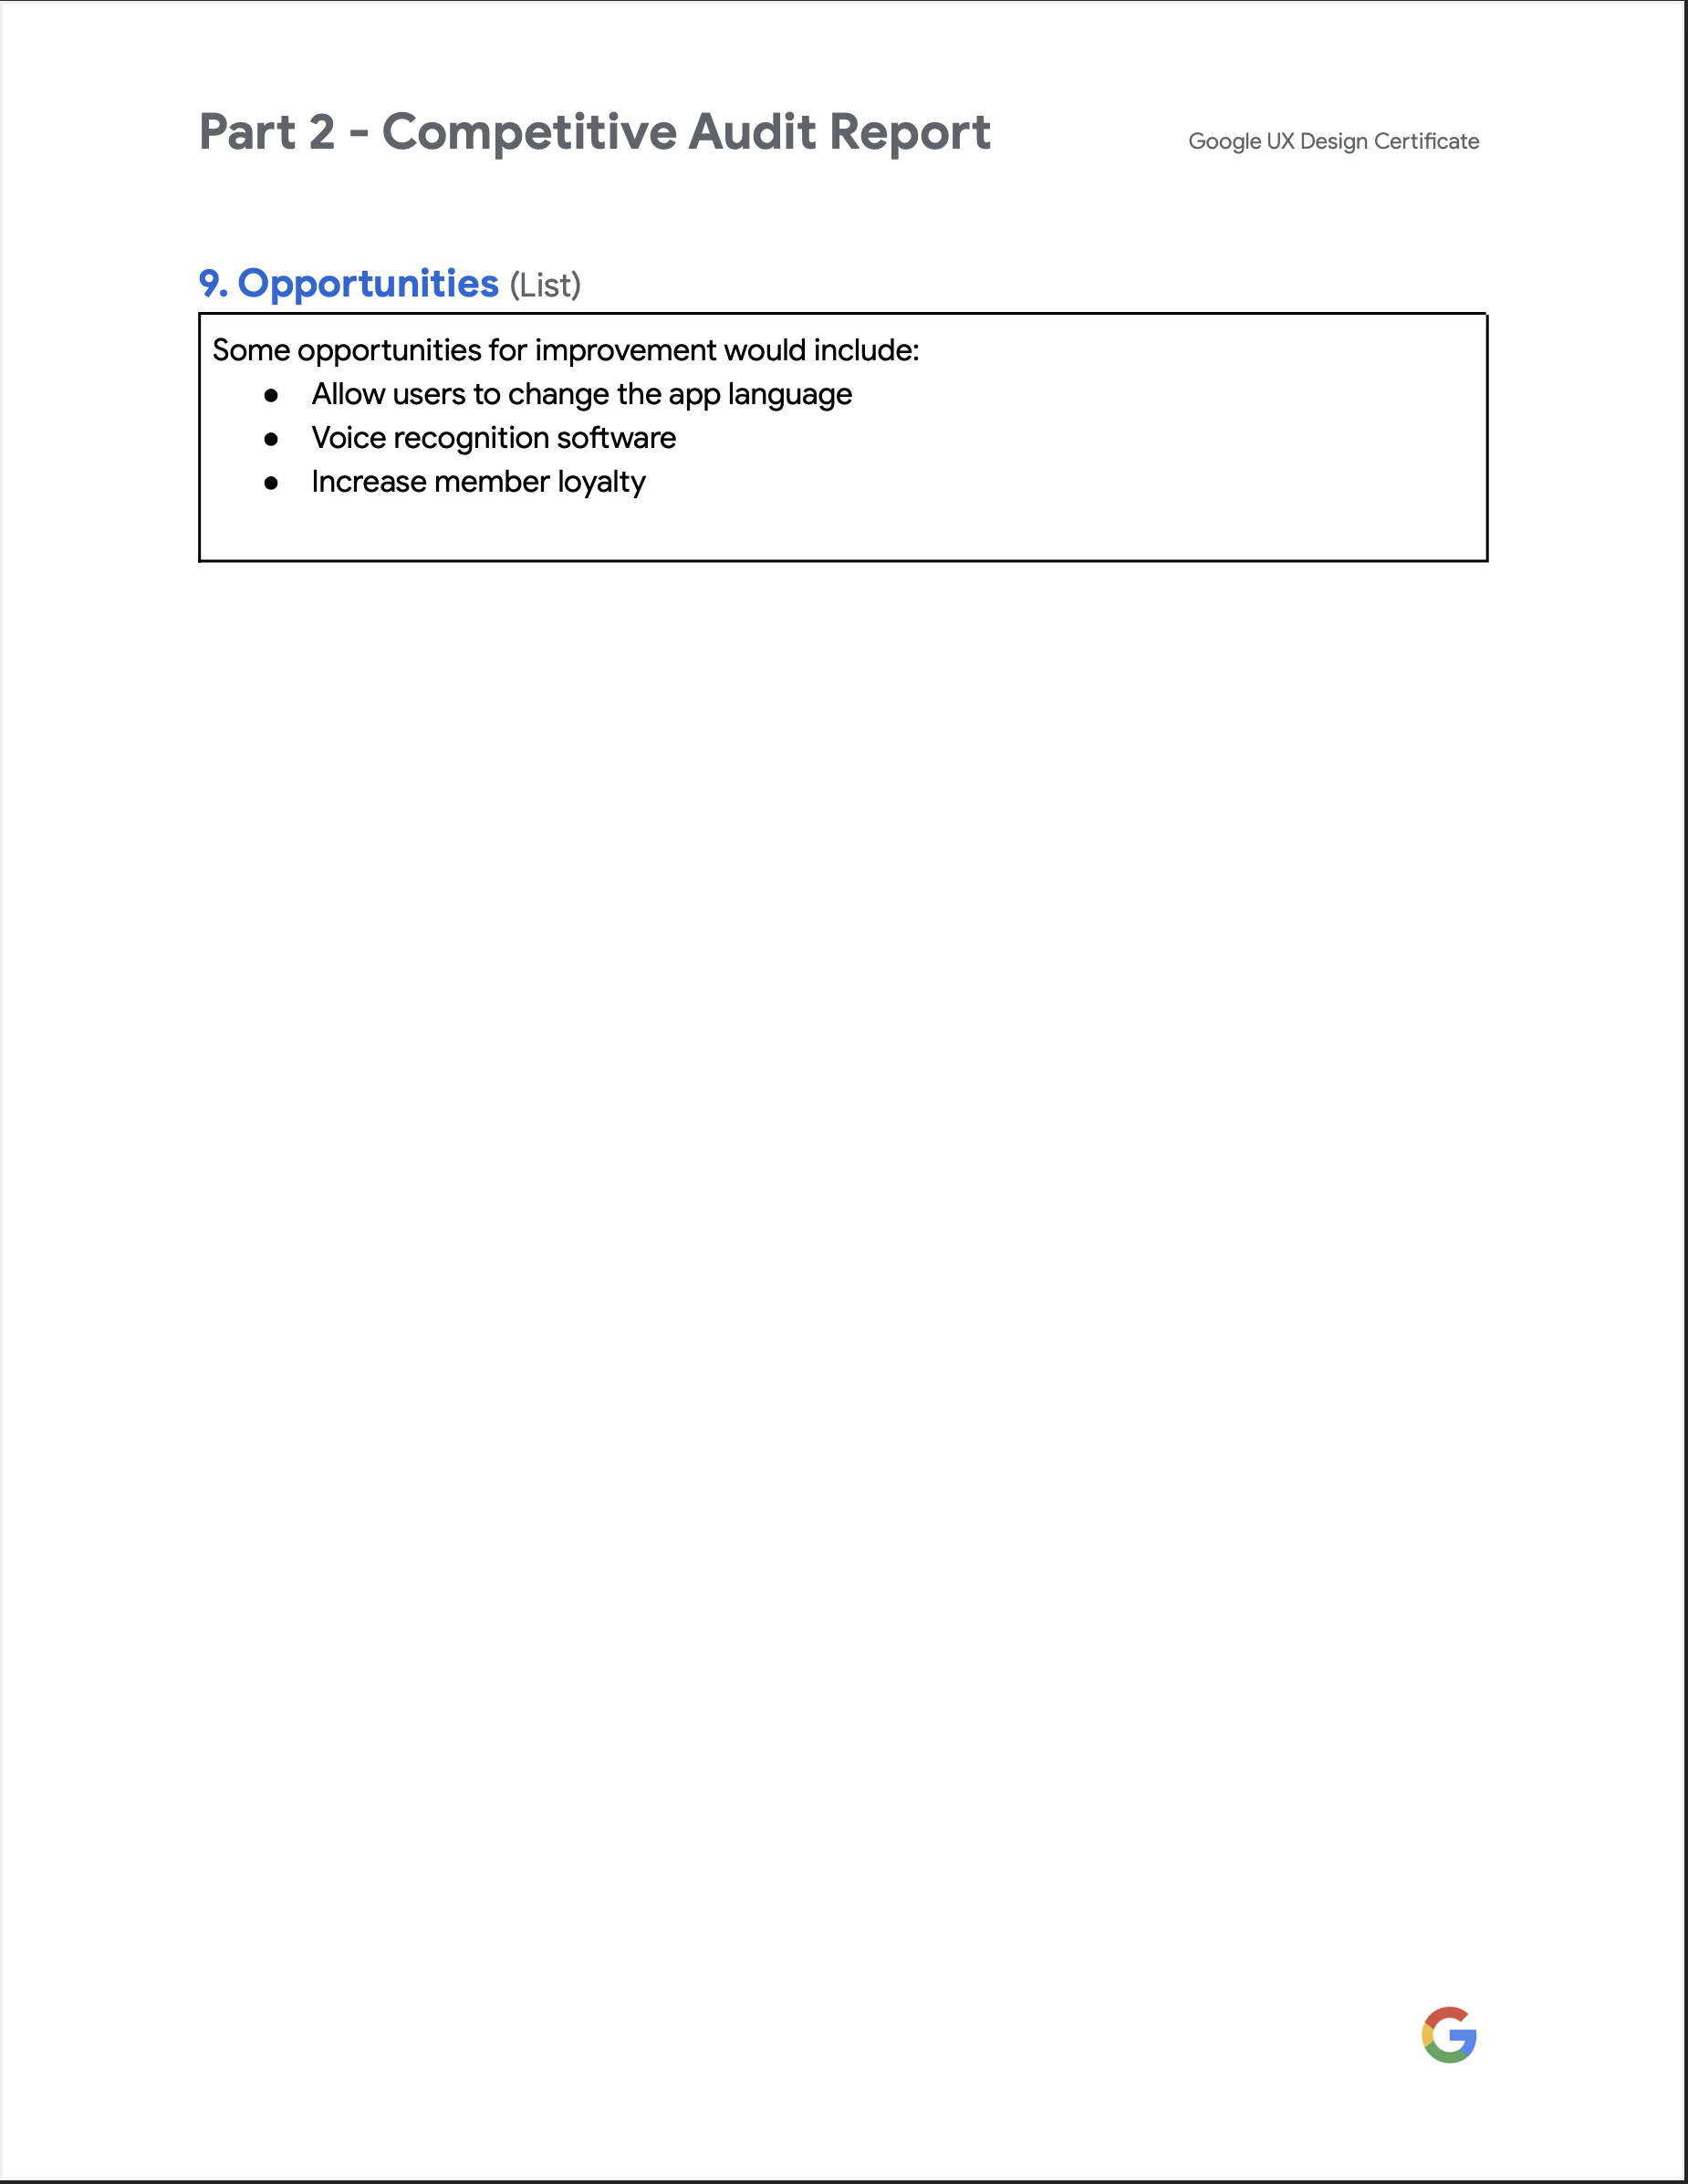 Part 2 - Competitive Audit Report
Google UX Design Certificate
9. Opportunities (List)
Some opportunities for improvement would include:
● Allow users to change the app language
● Voice recognition software
● Increase member loyalty
G